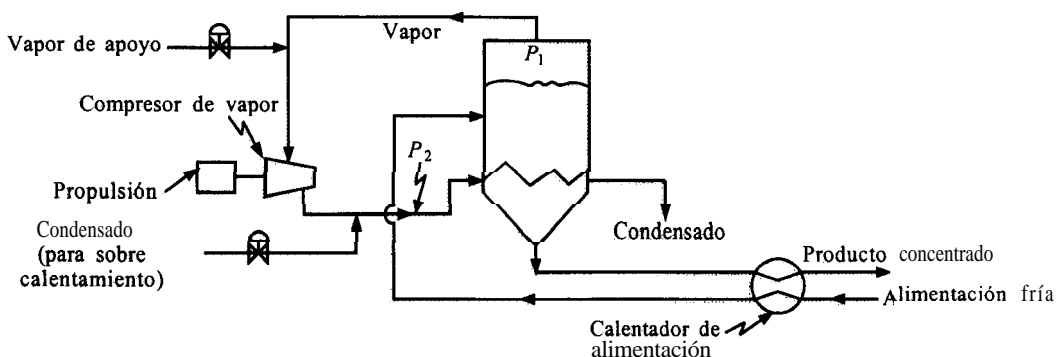 Vapor
Vapor de apoyo
P₁
Compresor de vapor
P₂
Propulsión
Condensado
(para sobre
calentamiento)
Condensado
Producto concentrado
Alimentación fría
Calentador de
alimentación